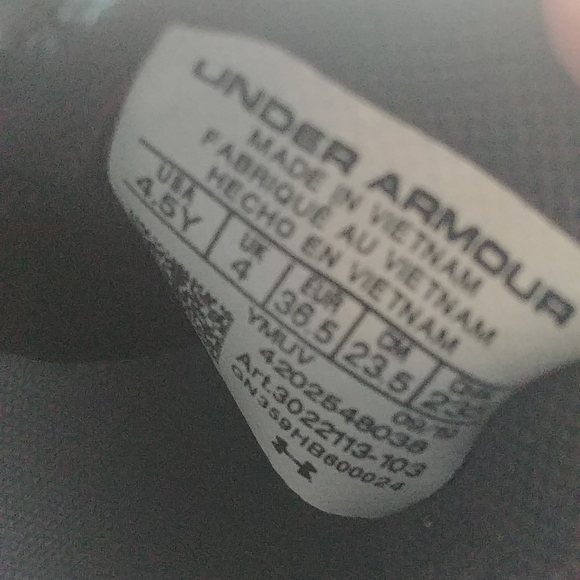 UNDER ARMOUR
MADE IN VIETNAM
FABRIQUÉ AU VIETNAM
HECHO EN VIETNAM
USA UK EUR CM
4.5Y 4 36.5 23.5
YMUV
4202548038
Art.3022113-103